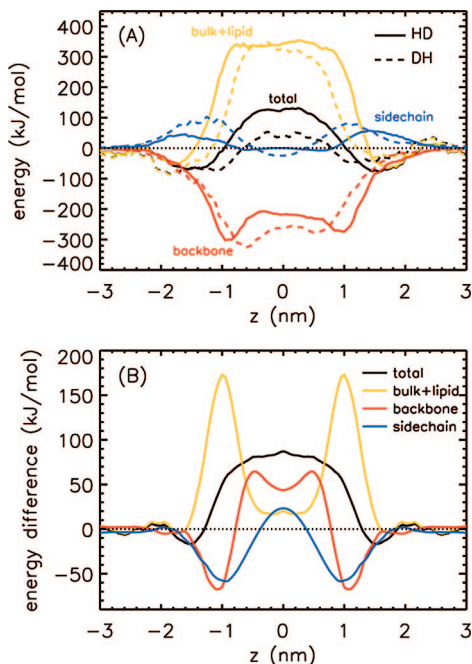 (A)
bulk+lipid
HD
DH
total
sidechain
backbone
energy (kJ/mol)
400
300
200
100
0
−100
−200
−300
−400
−3 −2 −1 0 1 2 3
z (nm)
(B)
total
bulk+lipid
backbone
sidechain
energy difference (kJ/mol)
200
150
100
50
0
−50
−3 −2 −1 0 1 2 3
z (nm)